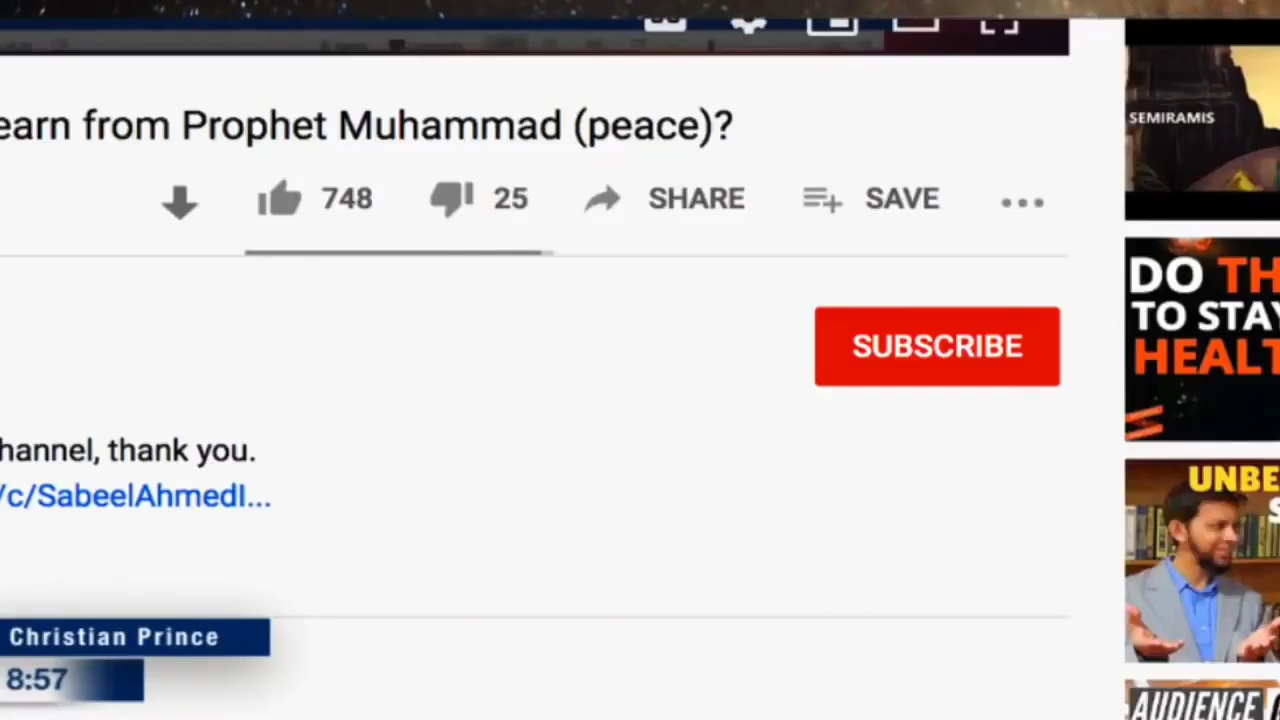 earn from Prophet Muhammad (peace)?
748 25 SHARE SAVE
SUBSCRIBE
hannel, thank you.
/c/SabeelAhmedI...
Christian Prince
8:57
SEMIRAMIS
DO TH
TO STAY
HEALT
UNBE
S
AUDIENCE